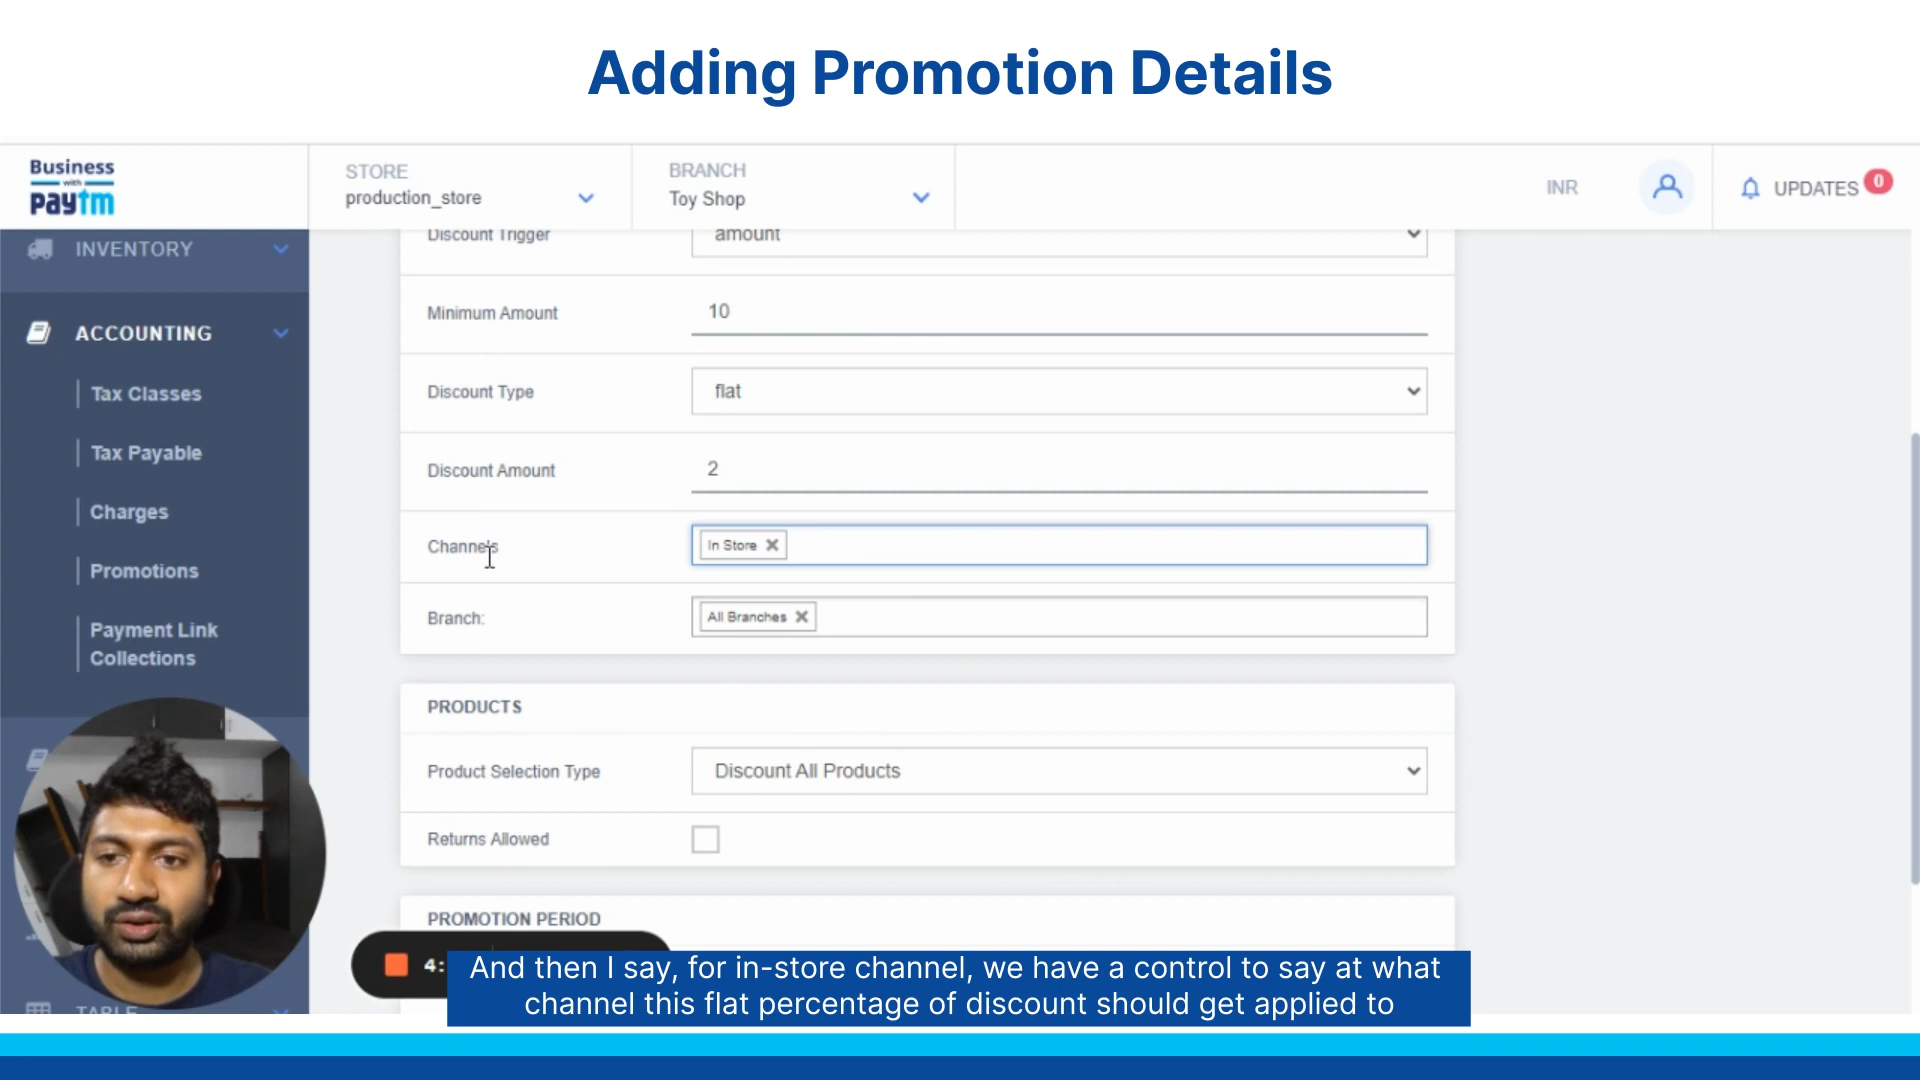 Adding Promotion Details
Business
with
paytm
STORE
production_store
BRANCH
Toy Shop
INR
UPDATES
0
INVENTORY
ACCOUNTING
Tax Classes
Tax Payable
Charges
Promotions
Payment Link
Collections
TABLE
Discount Trigger
amount
Minimum Amount
10
Discount Type
flat
Discount Amount
2
Channels
In Store
Branch:
All Branches
PRODUCTS
Product Selection Type
Discount All Products
Returns Allowed
PROMOTION PERIOD
4:
And then I say, for in-store channel, we have a control to say at what
channel this flat percentage of discount should get applied to